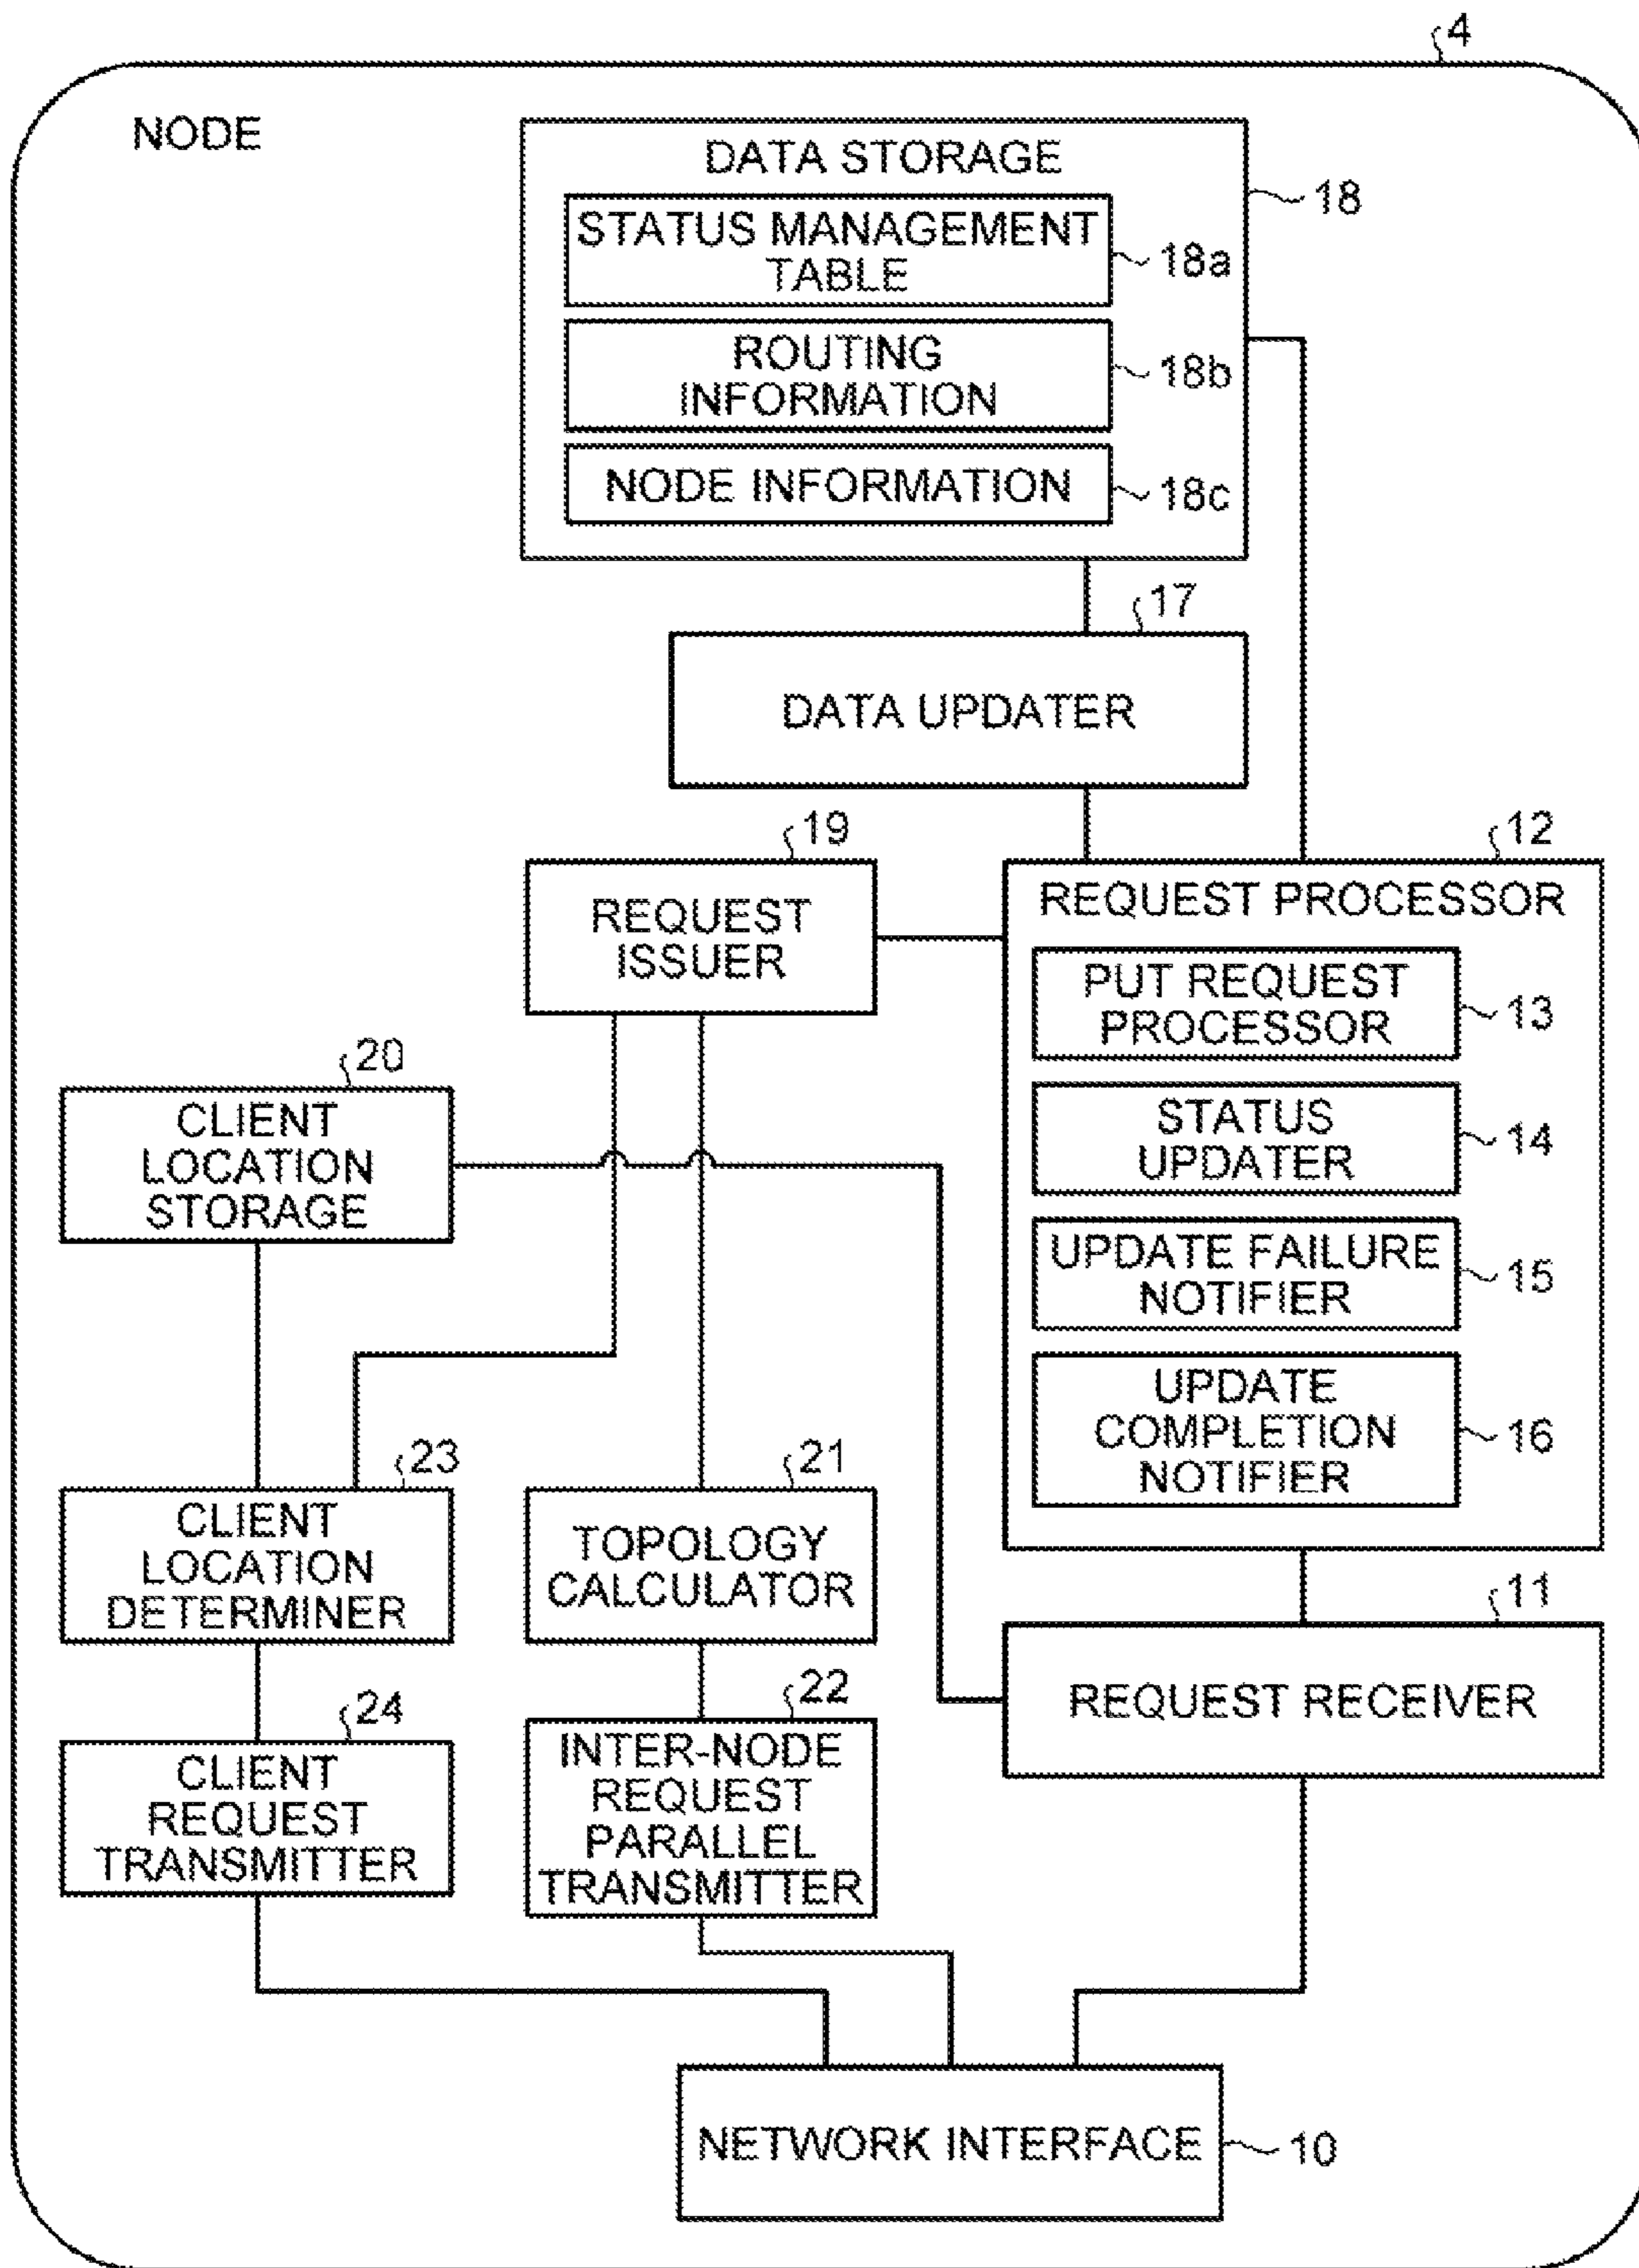 4
NODE
DATA STORAGE
18
STATUS MANAGEMENT
TABLE
18a
ROUTING
INFORMATION
18b
NODE INFORMATION
18c
17
DATA UPDATER
19
REQUEST
ISSUER
12
REQUEST PROCESSOR
PUT REQUEST
PROCESSOR
13
STATUS
UPDATER
14
UPDATE FAILURE
NOTIFIER
15
UPDATE
COMPLETION
NOTIFIER
16
20
CLIENT
LOCATION
STORAGE
23
CLIENT
LOCATION
DETERMINER
21
TOPOLOGY
CALCULATOR
11
REQUEST RECEIVER
24
CLIENT
REQUEST
TRANSMITTER
22
INTER-NODE
REQUEST
PARALLEL
TRANSMITTER
NETWORK INTERFACE
10